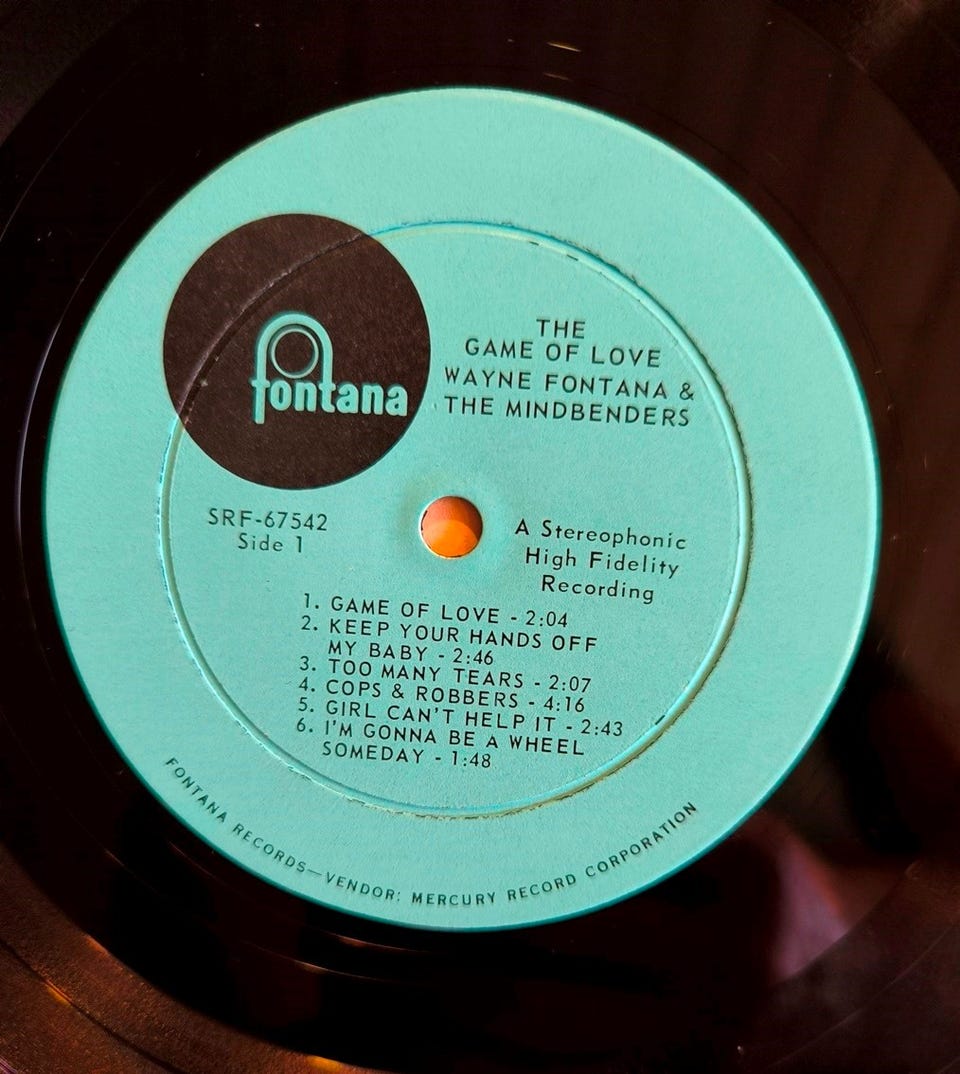 fontana
THE
GAME OF LOVE
WAYNE FONTANA &
THE MINDBENDERS
SRF-67542
Side 1
A Stereophonic
High Fidelity
Recording
1. GAME OF LOVE - 2:04
2. KEEP YOUR HANDS OFF
MY BABY - 2:46
3. TOO MANY TEARS - 2:07
4. COPS & ROBBERS - 4:16
5. GIRL CAN'T HELP IT - 2:43
6. I'M GONNA BE A WHEEL
SOMEDAY - 1:48
FONTANA RECORDS—VENDOR: MERCURY RECORD CORPORATION